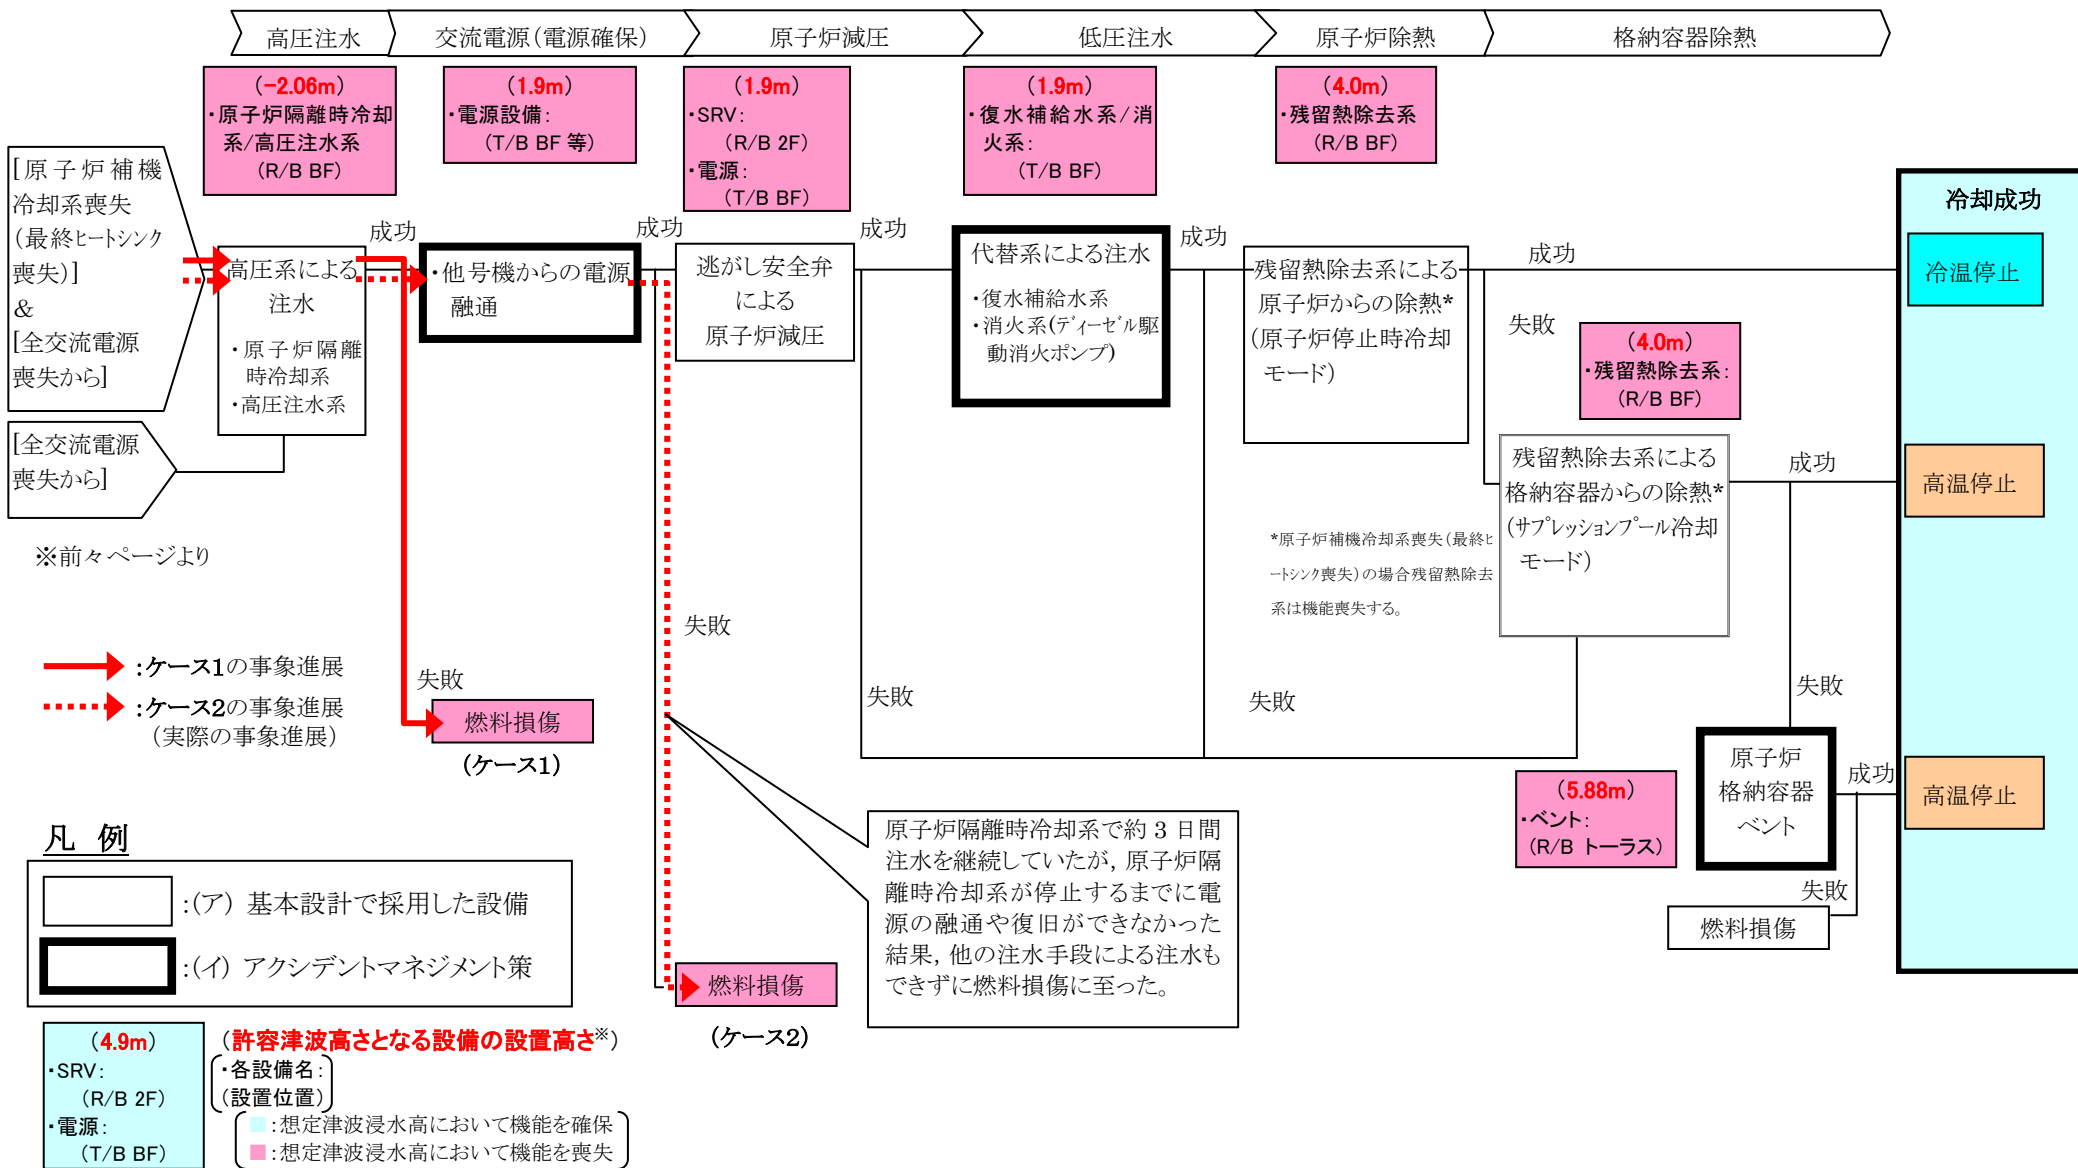 高圧注水
交流電源(電源確保)
原子炉減圧
低圧注水
原子炉除熱
格納容器除熱
(-2.06m)
・原子炉隔離時冷却
系/高圧注水系
(R/B BF)
(1.9m)
・電源設備:
(T/B BF 等)
(1.9m)
・SRV:
(R/B 2F)
・電源:
(T/B BF)
(1.9m)
・復水補給水系/消
火系:
(T/B BF)
(4.0m)
・残留熱除去系
(R/B BF)
[原子炉補機
冷却系喪失
(最終ヒートシンク
喪失)]
&
[全交流電源
喪失から]
[全交流電源
喪失から]
※前々ページより
高圧系による
注水
・原子炉隔離
時冷却系
・高圧注水系
成功
・他号機からの電源
融通
成功
逃がし安全弁
による
原子炉減圧
成功
代替系による注水
・復水補給水系
・消火系(ディーゼル駆
動消火ポンプ)
成功
残留熱除去系による
原子炉からの除熱*
(原子炉停止時冷却
モード)
成功
失敗
(4.0m)
・残留熱除去系:
(R/B BF)
残留熱除去系による
格納容器からの除熱*
(サプレッションプール冷却
モード)
成功
*原子炉補機冷却系喪失(最終ヒ
ートシンク喪失)の場合残留熱除去
系は機能喪失する。
冷却成功
冷温停止
高温停止
高温停止
:ケース1の事象進展
:ケース2の事象進展
(実際の事象進展)
失敗
燃料損傷
(ケース1)
失敗
失敗
失敗
失敗
原子炉
格納容器
ベント
成功
失敗
燃料損傷
(5.88m)
・ベント:
(R/B トーラス)
原子炉隔離時冷却系で約 3 日間
注水を継続していたが, 原子炉隔
離時冷却系が停止するまでに電
源の融通や復旧ができなかった
結果, 他の注水手段による注水も
できずに燃料損傷に至った。
燃料損傷
(ケース2)
凡 例
:(ア) 基本設計で採用した設備
:(イ) アクシデントマネジメント策
(4.9m)
・SRV:
(R/B 2F)
・電源:
(T/B BF)
(許容津波高さとなる設備の設置高さ※)
・各設備名:
(設置位置)
:想定津波浸水高において機能を確保
:想定津波浸水高において機能を喪失